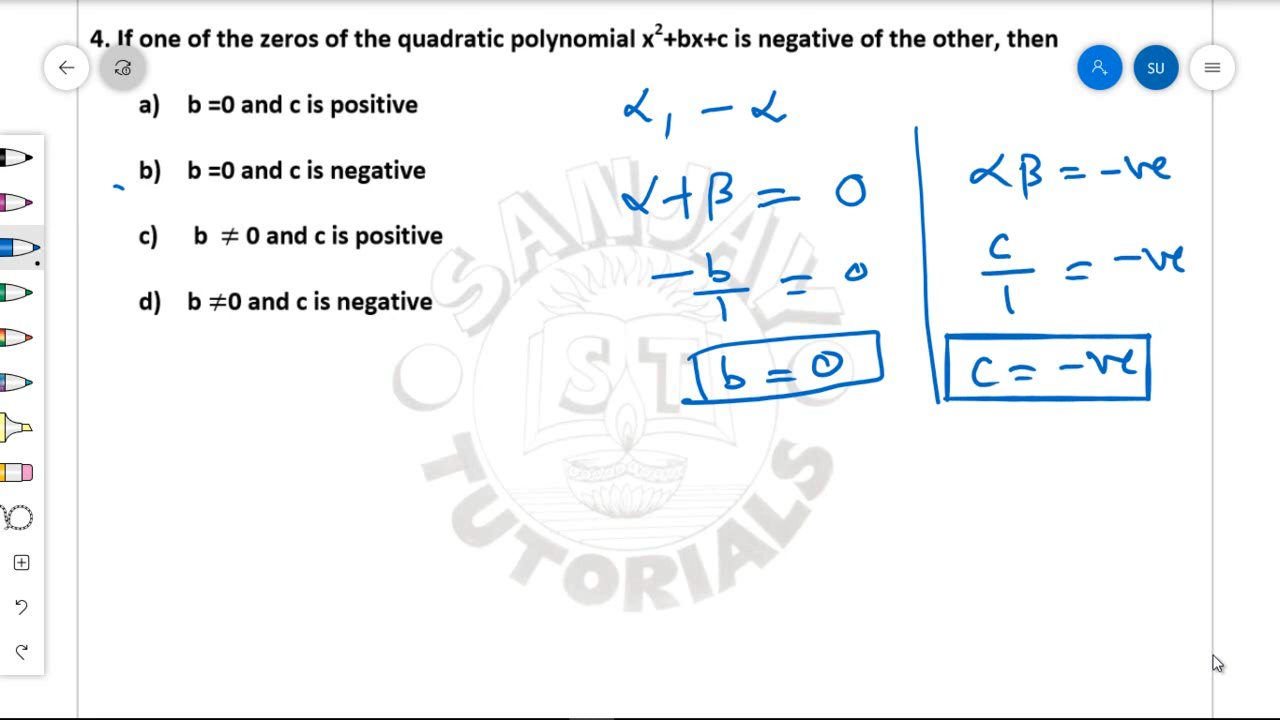 4. If one of the zeros of the quadratic polynomial x²+bx+c is negative of the other, then
SU
a) b =0 and c is positive
b) b =0 and c is negative
c) b ≠ 0 and c is positive
d) b ≠0 and c is negative
α, - α
α+β = 0
-b/1 = 0
b = 0
αβ = -ve
c/1 = -ve
c = -ve
SANJAL
ST
TUTORIALS